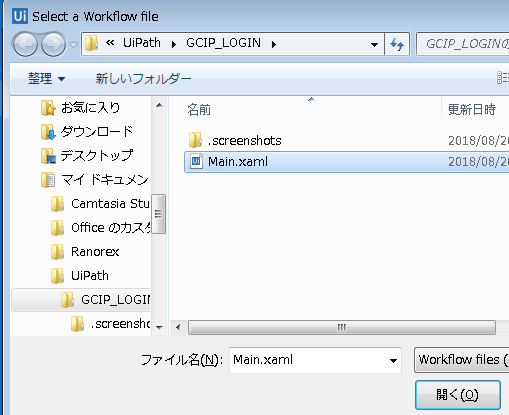 Ui Select a Workflow file
« UiPath GCIP_LOGIN GCIP_LOGINの
整理 新しいフォルダー
お気に入り
ダウンロード
デスクトップ
マイ ドキュメン
Camtasia Stu
Office のカスタ
Ranorex
UiPath
GCIP_LOGIN
.screensho
名前 更新日時
.screenshots 2018/08/20
Main.xaml 2018/08/20
ファイル名(N): Main.xaml Workflow files (
開く(O)